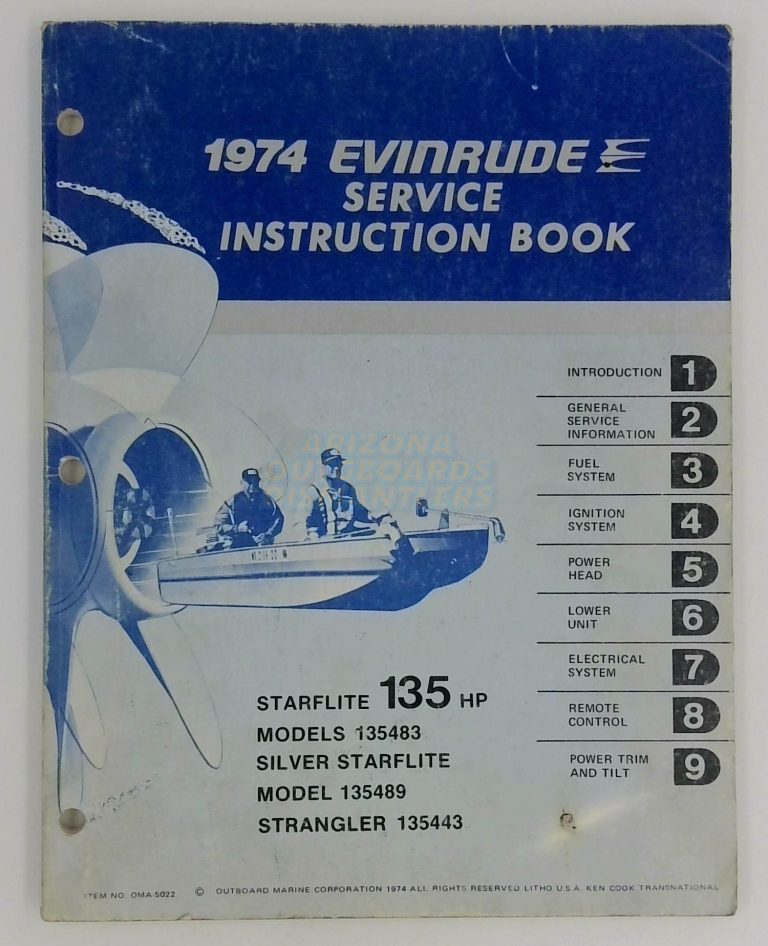 1974 EVINRUDE
SERVICE
INSTRUCTION BOOK
INTRODUCTION 1
GENERAL
SERVICE
INFORMATION 2
FUEL
SYSTEM 3
IGNITION
SYSTEM 4
POWER
HEAD 5
LOWER
UNIT 6
ELECTRICAL
SYSTEM 7
REMOTE
CONTROL 8
POWER TRIM
AND TILT 9
ARIZONA
OUTBOARDS
DISMANTLERS
STARFLITE 135 HP
MODELS 135483
SILVER STARFLITE
MODEL 135489
STRANGLER 135443
ITEM NO. OMA-5022 © OUTBOARD MARINE CORPORATION 1974 ALL RIGHTS RESERVED LITHO U.S.A. KEN COOK TRANSNATIONAL